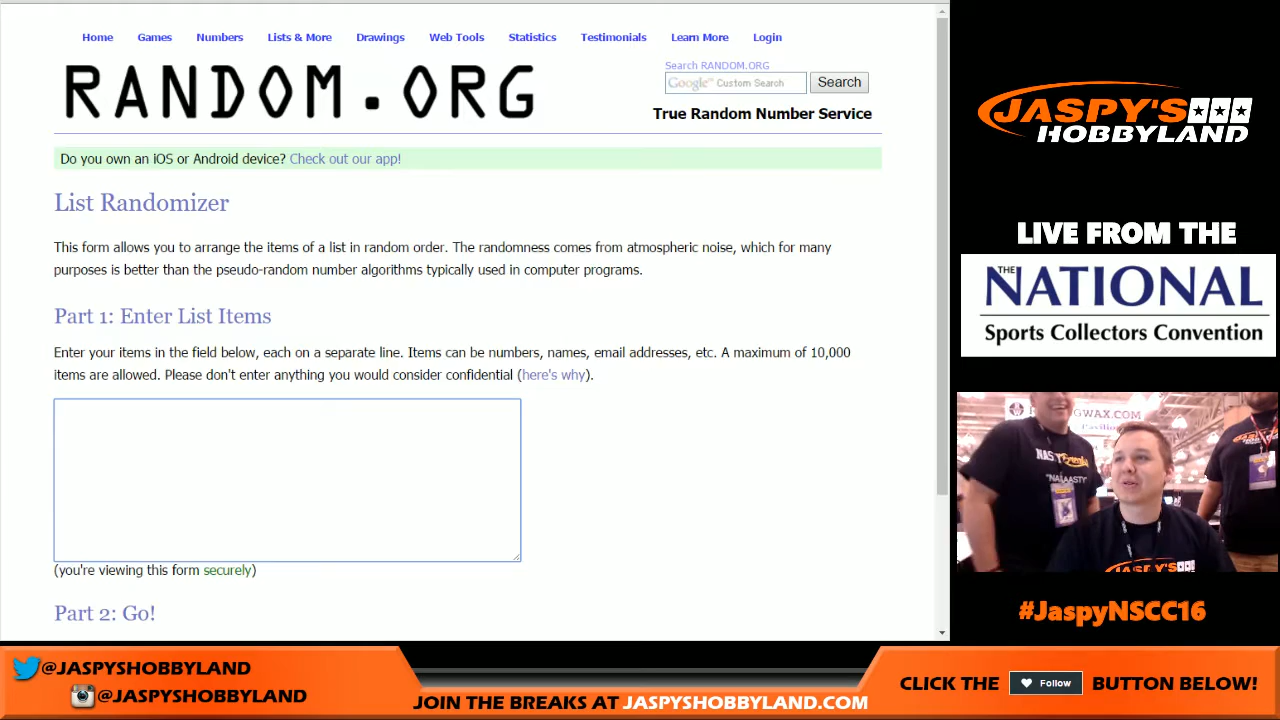 Home Games Numbers Lists & More Drawings Web Tools Statistics Testimonials Learn More Login
RANDOM.ORG
Search RANDOM.ORG
Google™ Custom Search Search
True Random Number Service
Do you own an iOS or Android device? Check out our app!
List Randomizer
This form allows you to arrange the items of a list in random order. The randomness comes from atmospheric noise, which for many
purposes is better than the pseudo-random number algorithms typically used in computer programs.
Part 1: Enter List Items
Enter your items in the field below, each on a separate line. Items can be numbers, names, email addresses, etc. A maximum of 10,000
items are allowed. Please don't enter anything you would consider confidential (here's why).
(you're viewing this form securely)
Part 2: Go!
JASPY'S
HOBBYLAND
LIVE FROM THE
THE NATIONAL
Sports Collectors Convention
WAX.COM
NASTY Breaks
JASPY'S
#JaspyNSCC16
@JASPYSHOBBYLAND
@JASPYSHOBBYLAND
JOIN THE BREAKS AT JASPYSHOBBYLAND.COM
CLICK THE Follow BUTTON BELOW!